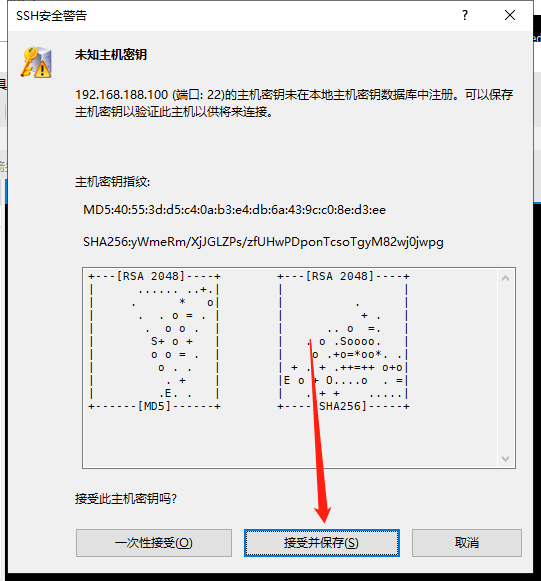 SSH安全警告
未知主机密钥
192.168.188.100 (端口: 22)的主机密钥未在本地主机密钥数据库中注册。可以保存
主机密钥以验证此主机以供将来连接。
主机密钥指纹:
MD5:40:55:3d:d5:c4:0a:b3:e4:db:6a:43:9c:c0:8e:d3:ee
SHA256:yWmeRm/XjJGLZPs/zfUHwPDponTcsoTgyM82wj0jwpg
+---[RSA 2048]----+ +---[RSA 2048]----+
| ...... ..+.| | |
| . * o| | . |
| . . o = . | | + . |
| . o o . | | .. o =. |
| S+ o + | | . o .Soooo. |
| o o = . | | o .+o=*oo*. .|
| o . . | | + . + .++=++ o+o|
| . + | |E o + O....o . =|
| .E. . | | . + + .....|
+------[MD5]------+ +----[SHA256]-----+
接受此主机密钥吗?
一次性接受(O) 接受并保存(S) 取消